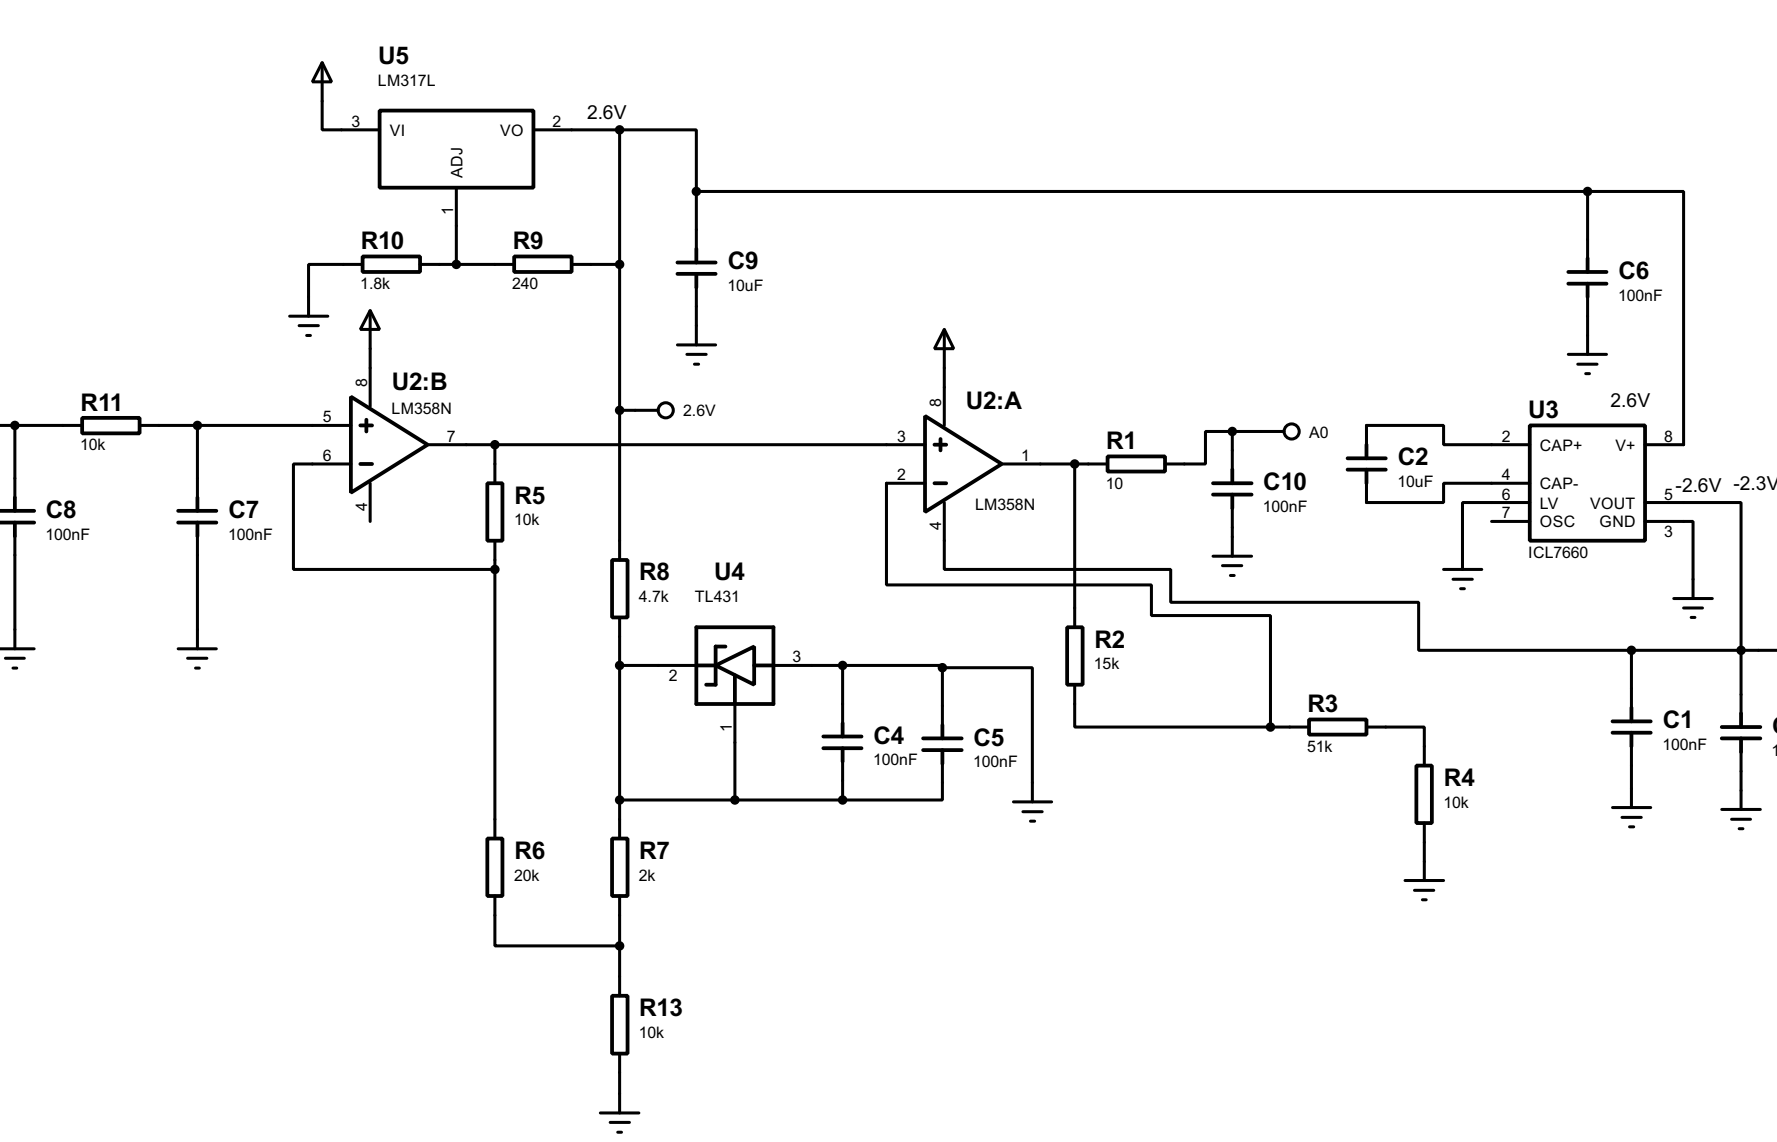 U5
LM317L
3
VI
VO
2
2.6V
ADJ
1
R10
1.8k
R9
240
C9
10uF
C6
100nF
8
U2:B
LM358N
R11
10k
5
6
7
4
C8
100nF
C7
100nF
R5
10k
2.6V
8
U2:A
3
2
1
LM358N
4
R1
10
A0
C10
100nF
C2
10uF
2.6V
U3
2
CAP+
V+
8
4
CAP-
6
LV
VOUT
5
-2.6V
-2.3V
7
OSC
GND
3
ICL7660
R8
4.7k
U4
TL431
2
3
1
C4
100nF
C5
100nF
R2
15k
R3
51k
R4
10k
C1
100nF
R6
20k
R7
2k
R13
10k